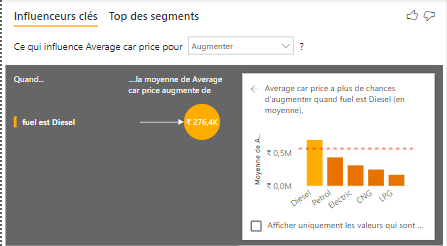 Influenceurs clés Top des segments
Ce qui influence Average car price pour Augmenter ?
Quand...
...la moyenne de Average
car price augmente de
fuel est Diesel
₹ 276,4K
Average car price a plus de chances
d'augmenter quand fuel est Diesel (en
moyenne).
Moyenne de A...
₹ 0,5M
₹ 0,0M
Diesel
Petrol
Electric
CNG
LPG
Afficher uniquement les valeurs qui sont ...